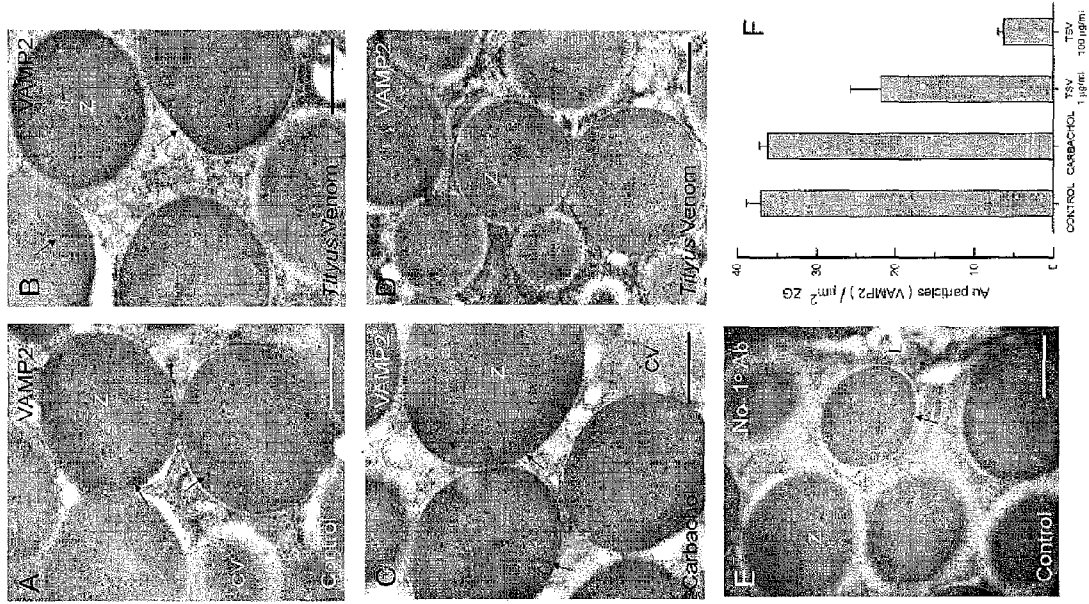 A
VAMP2
Z
CV
Control
B
VAMP2
Z
Tityus Venom
C
VAMP2
Z
CV
Carbachol
D
VAMP2
Z
Tityus Venom
E
No 1º Ab
Z
L
Control
F
Au particles (VAMP2) / µm² ZG
40
30
20
10
0
CONTROL
CARBACHOL
TSV
1 µg/ml
TSV
100 µg/ml